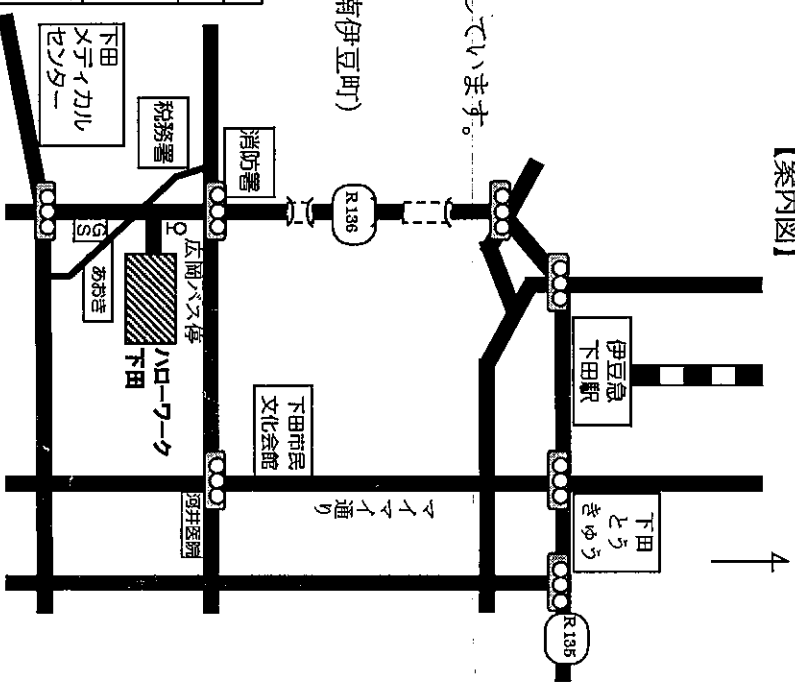 【案内図】
しています。
南伊豆町）
下田
メディカル
センター
税務署
消防署
R136
GS
あおき
広岡バス停
ハローワーク
下田
伊豆急
下田駅
下田市民
文化会館
マイマイ通り
河井医院
下田
とう
きゅう
R135